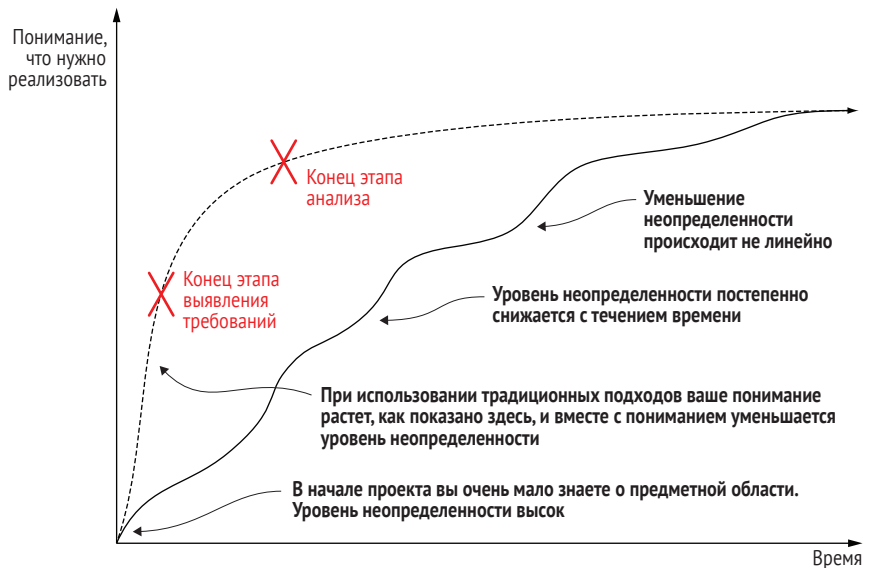 Понимание,
что нужно
реализовать
Конец этапа
анализа
Уменьшение
неопределенности
происходит не линейно
Конец этапа
выявления
требований
Уровень неопределенности постепенно
снижается с течением времени
При использовании традиционных подходов ваше понимание
растет, как показано здесь, и вместе с пониманием уменьшается
уровень неопределенности
В начале проекта вы очень мало знаете о предметной области.
Уровень неопределенности высок
Время